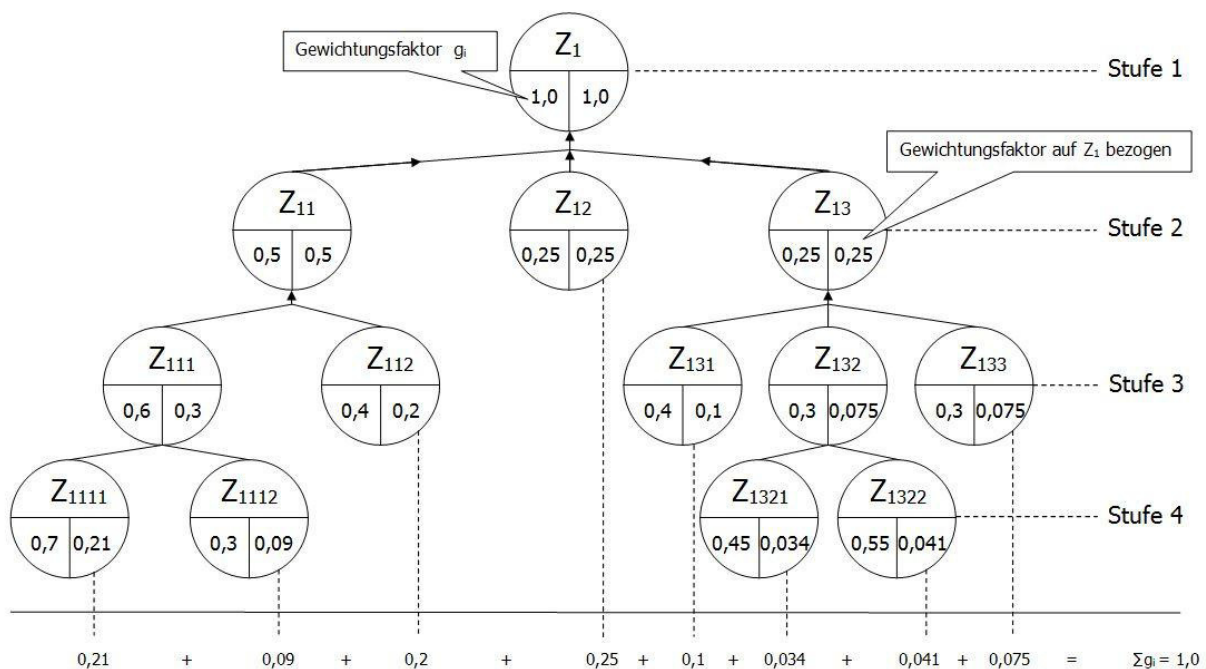 Gewichtungsfaktor gᵢ
Z₁
1,0 1,0
Stufe 1
Gewichtungsfaktor auf Z₁ bezogen
Z₁₁
0,5 0,5
Z₁₂
0,25 0,25
Z₁₃
0,25 0,25
Stufe 2
Z₁₁₁
0,6 0,3
Z₁₁₂
0,4 0,2
Z₁₃₁
0,4 0,1
Z₁₃₂
0,3 0,075
Z₁₃₃
0,3 0,075
Stufe 3
Z₁₁₁₁
0,7 0,21
Z₁₁₁₂
0,3 0,09
Z₁₃₂₁
0,45 0,034
Z₁₃₂₂
0,55 0,041
Stufe 4
0,21 + 0,09 + 0,2 + 0,25 + 0,1 + 0,034 + 0,041 + 0,075 = Σgᵢ = 1,0